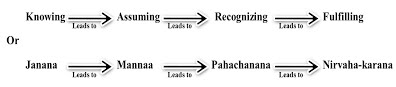 Knowing Leads to Assuming Leads to Recognizing Leads to Fulfilling
Or
Janana Leads to Mannaa Leads to Pahachanana Leads to Nirvaha-karana